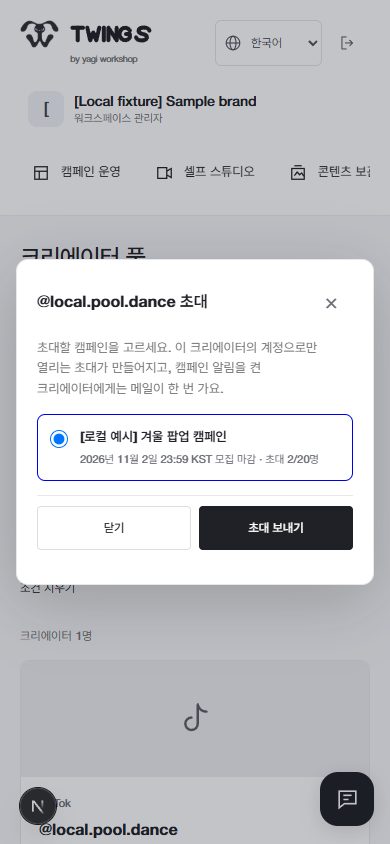 TWINGS
by yagi workshop
한국어
[
[Local fixture] Sample brand
워크스페이스 관리자
캠페인 운영
셀프 스튜디오
콘텐츠 보관
크리에이터 풀
@local.pool.dance 초대
초대할 캠페인을 고르세요. 이 크리에이터의 계정으로만
열리는 초대가 만들어지고, 캠페인 알림을 켠
크리에이터에게는 메일이 한 번 가요.
[로컬 예시] 겨울 팝업 캠페인
2026년 11월 2일 23:59 KST 모집 마감 · 초대 2/20명
닫기
초대 보내기
조건 지우기
크리에이터 1명
N
Tok
@local.pool.dance